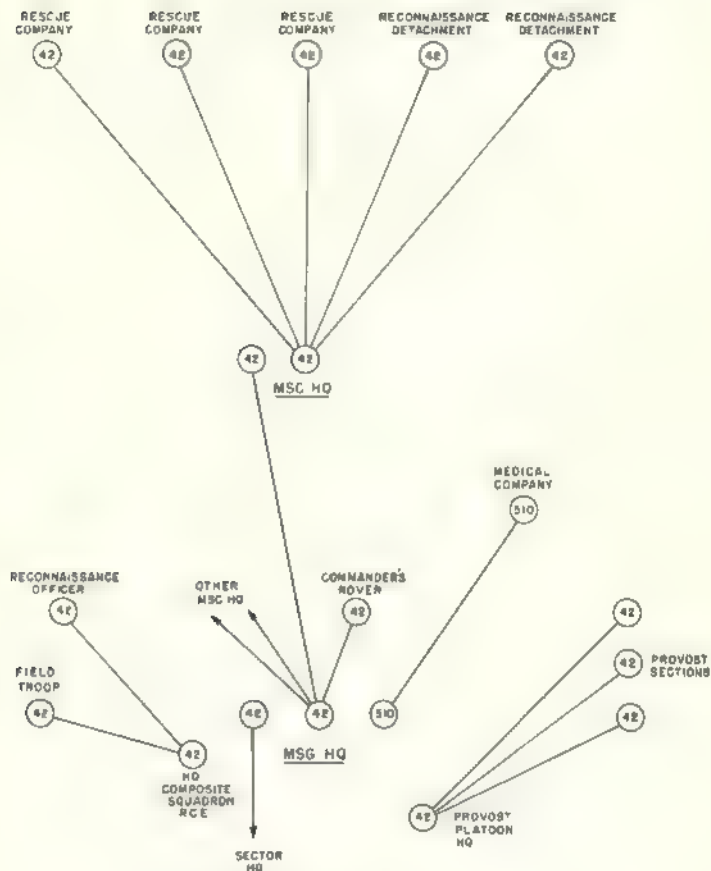 RESCUE
COMPANY
RESCUE
COMPANY
RESCUE
COMPANY
RECONNAISSANCE
DETACHMENT
RECONNAISSANCE
DETACHMENT
42
42
42
42
42
42
42
MSC HQ
MEDICAL
COMPANY
510
RECONNAISSANCE
OFFICER
42
OTHER
MSC HQ
COMMANDER'S
ROVER
42
42
42
PROVOST
SECTIONS
42
FIELD
TROOP
42
42
HQ
COMPOSITE
SQUADRON
RCE
42
42
510
MSG HQ
42
PROVOST
PLATOON
HQ
SECTOR
HQ